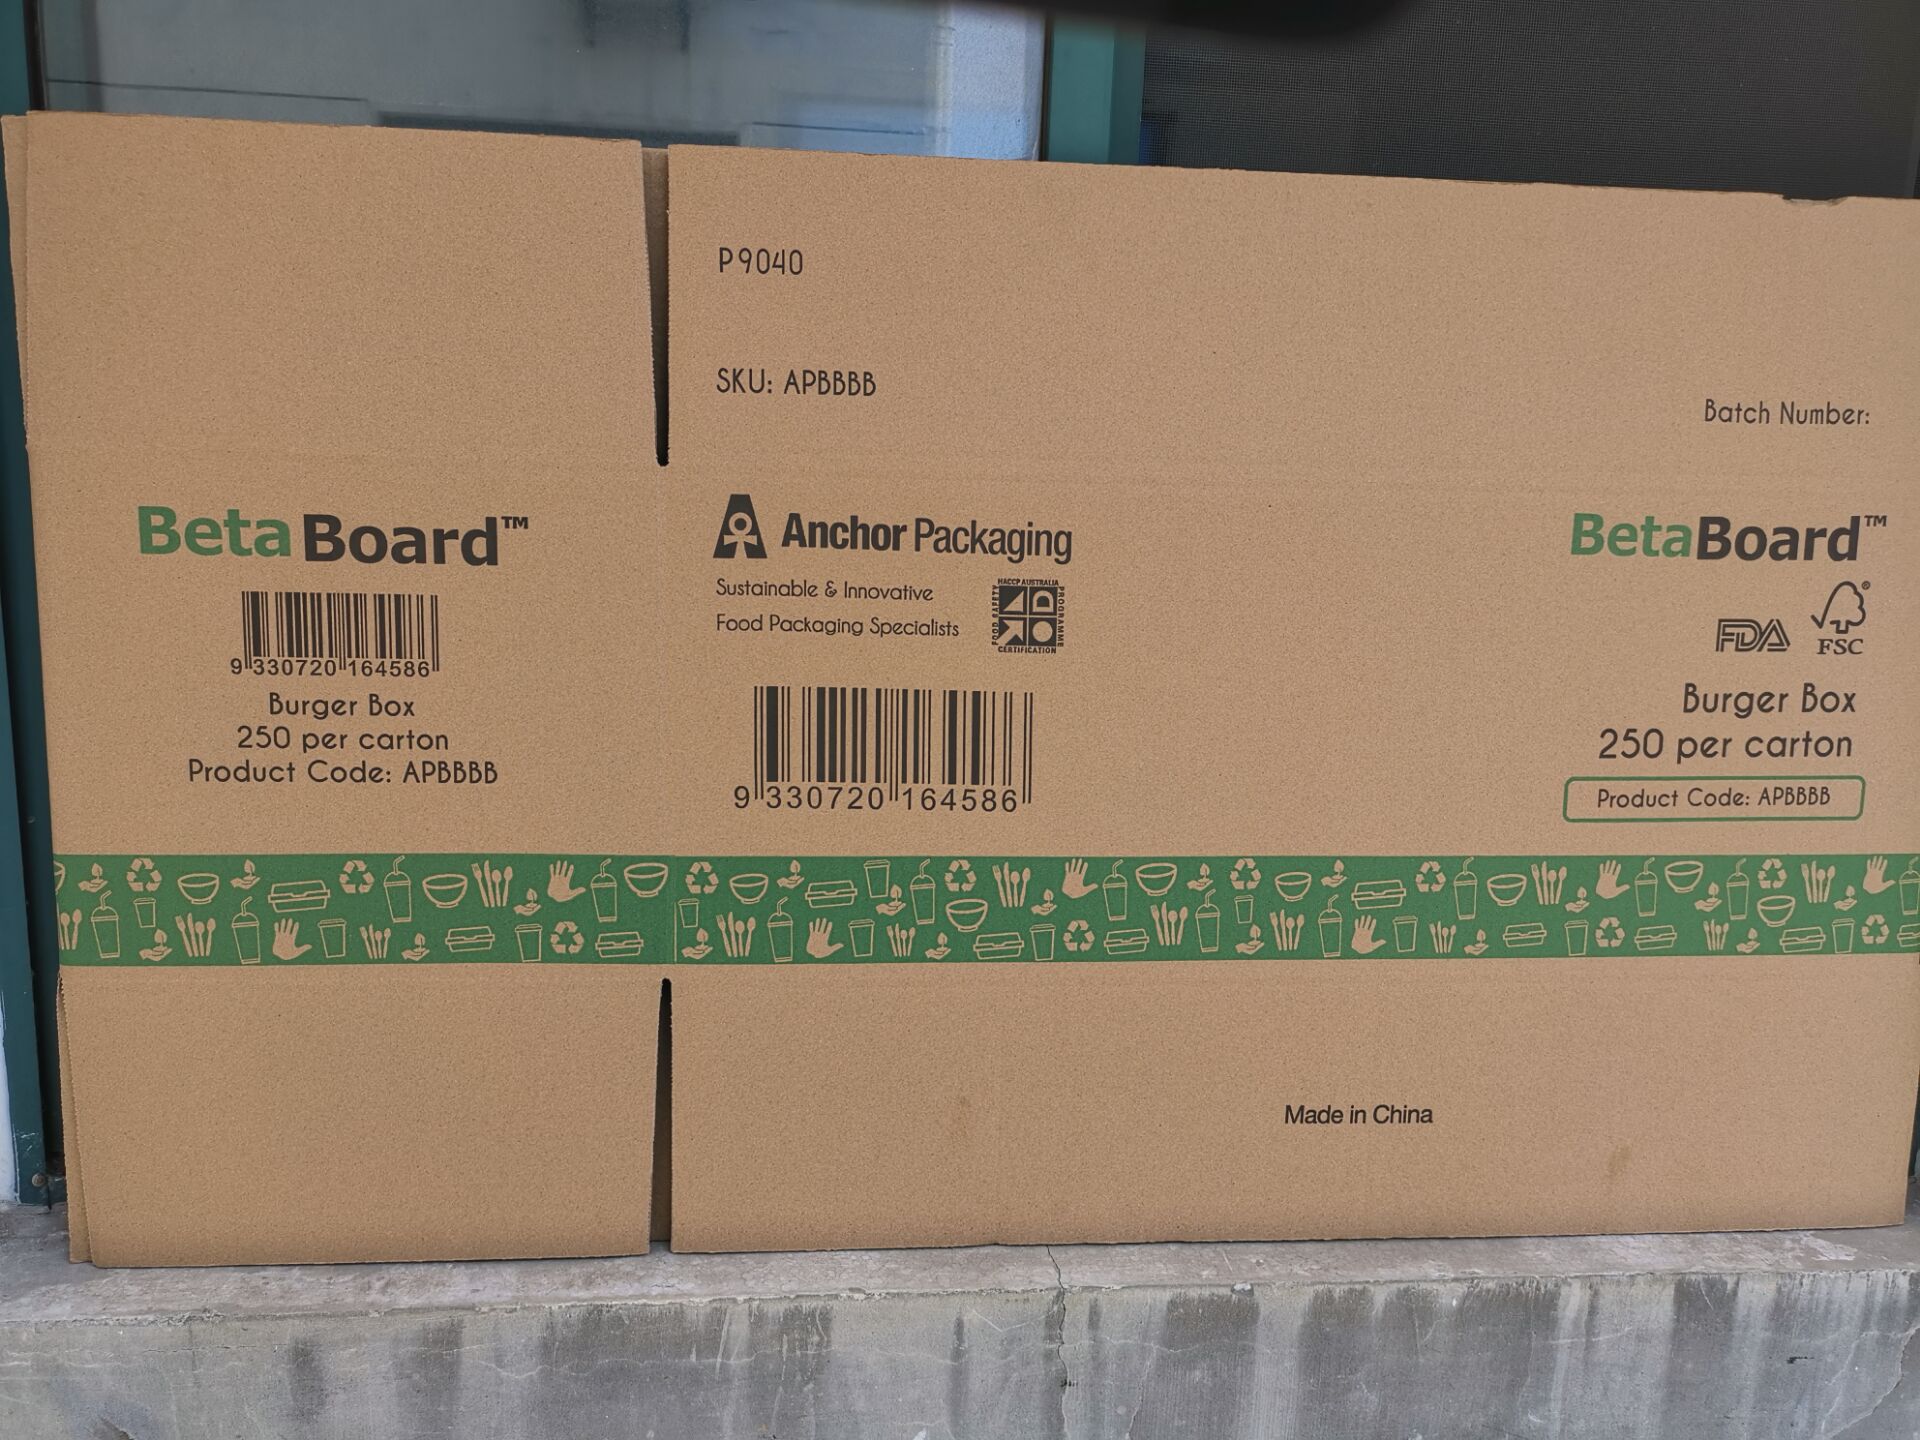 BetaBoard™
9 330720 164586
Burger Box
250 per carton
Product Code: APBBBB
P9040
SKU: APBBBB
Anchor Packaging
Sustainable & Innovative
Food Packaging Specialists
HACCP AUSTRALIA
FOOD SAFETY
PROGRAMME
CERTIFICATION
9 330720 164586
Batch Number:
BetaBoard™
FDA
FSC®
Burger Box
250 per carton
Product Code: APBBBB
Made in China